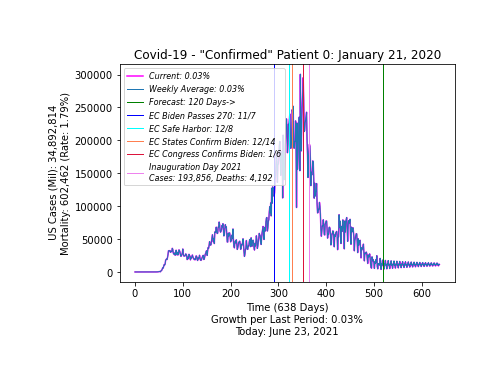 Covid-19 - "Confirmed" Patient 0: January 21, 2020
US Cases (Mil): 34,892,814
Mortality: 602,462 (Rate: 1.79%)
300000
250000
200000
150000
100000
50000
0
Current: 0.03%
Weekly Average: 0.03%
Forecast: 120 Days->
EC Biden Passes 270: 11/7
EC Safe Harbor: 12/8
EC States Confirm Biden: 12/14
EC Congress Confirms Biden: 1/6
Inauguration Day 2021
Cases: 193,856, Deaths: 4,192
0 100 200 300 400 500 600
Time (638 Days)
Growth per Last Period: 0.03%
Today: June 23, 2021